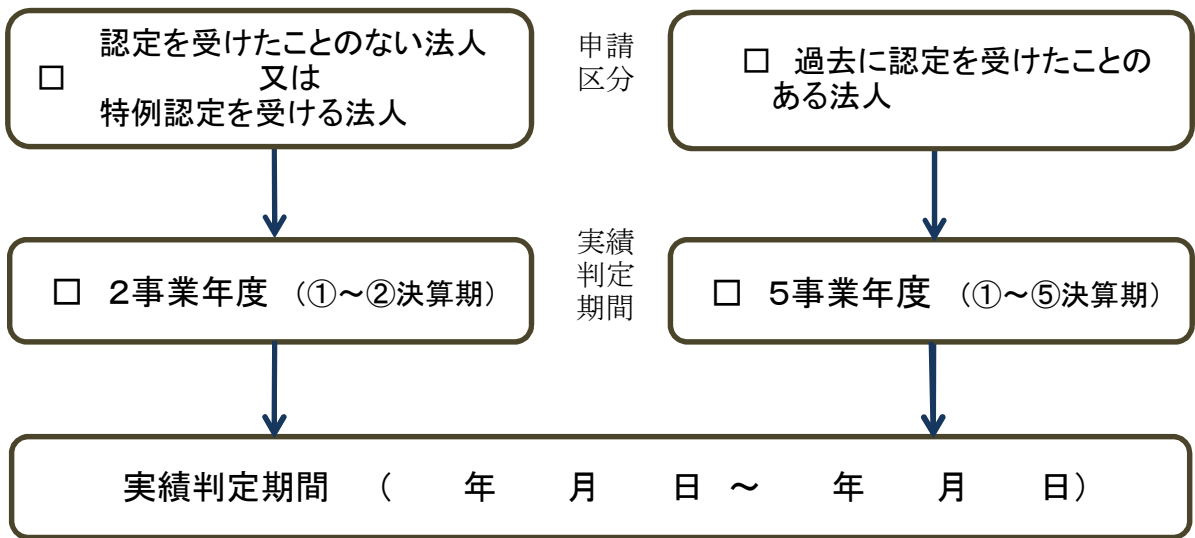 認定を受けたことのない法人
□ 又は
特例認定を受ける法人
申請
区分
□ 過去に認定を受けたことの
ある法人
□ 2事業年度 （①～②決算期）
実績
判定
期間
□ 5事業年度 （①～⑤決算期）
実績判定期間 （ 年 月 日 ～ 年 月 日）